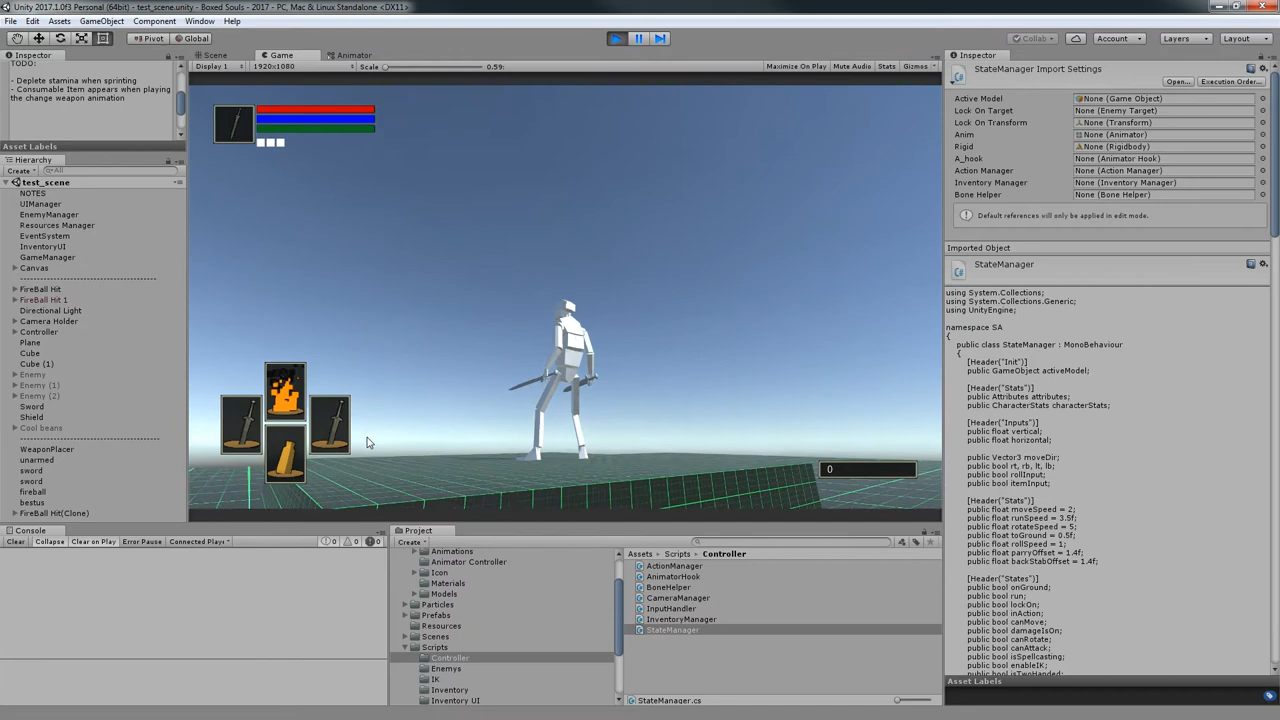 Unity 2017.1.0f3 Personal (64bit) - test_scene.unity - Boxed Souls - 2017 - PC, Mac & Linux Standalone <DX11>
File Edit Assets GameObject Component Window Help
Pivot Global
Collab Account Layers Layout
Inspector
TODO:
- Deplete stamina when sprinting
- Consumable Item appears when playing
the change weapon animation
Asset Labels
Hierarchy
Create All
test_scene
NOTES
UIManager
EnemyManager
Resources Manager
EventSystem
InventoryUI
GameManager
Canvas
FireBall Hit
FireBall Hit 1
Directional Light
Camera Holder
Controller
Plane
Cube
Cube (1)
Enemy
Enemy (1)
Enemy (2)
Sword
Shield
Cool beans
WeaponPlacer
unarmed
sword
sword
fireball
bestus
FireBall Hit(Clone)
Scene Game Animator
Display 1 1920x1080 Scale 0.59: Maximize On Play Mute Audio Stats Gizmos
0
Console
Clear Collapse Clear on Play Error Pause Connected Playe 0 0 0
Project
Create
Animations
Animator Controller
Icon
Materials
Models
Particles
Prefabs
Resources
Scenes
Scripts
Controller
Enemys
IK
Inventory
Inventory UI
Assets Scripts Controller
ActionManager
AnimatorHook
BoneHelper
CameraManager
InputHandler
InventoryManager
StateManager
StateManager.cs
Inspector
StateManager Import Settings
Open... Execution Order...
Active Model None (Game Object)
Lock On Target None (Enemy Target)
Lock On Transform None (Transform)
Anim None (Animator)
Rigid None (Rigidbody)
A_hook None (Animator Hook)
Action Manager None (Action Manager)
Inventory Manager None (Inventory Manager)
Bone Helper None (Bone Helper)
Default references will only be applied in edit mode.
Imported Object
StateManager
using System.Collections;
using System.Collections.Generic;
using UnityEngine;
namespace SA
{
public class StateManager : MonoBehaviour
{
[Header("Init")]
public GameObject activeModel;
[Header("Stats")]
public Attributes attributes;
public CharacterStats characterStats;
[Header("Inputs")]
public float vertical;
public float horizontal;
public Vector3 moveDir;
public bool rt, rb, lt, lb;
public bool rollInput;
public bool itemInput;
[Header("Stats")]
public float moveSpeed = 2;
public float runSpeed = 3.5f;
public float rotateSpeed = 5;
public float toGround = 0.5f;
public float rollSpeed = 1;
public float parryOffset = 1.4f;
public float backStabOffset = 1.4f;
[Header("States")]
public bool onGround;
public bool run;
public bool lockOn;
public bool inAction;
public bool canMove;
public bool damageIsOn;
public bool canRotate;
public bool canAttack;
public bool isSpellcasting;
public bool enableIK;
public bool isTwoHanded;
Asset Labels